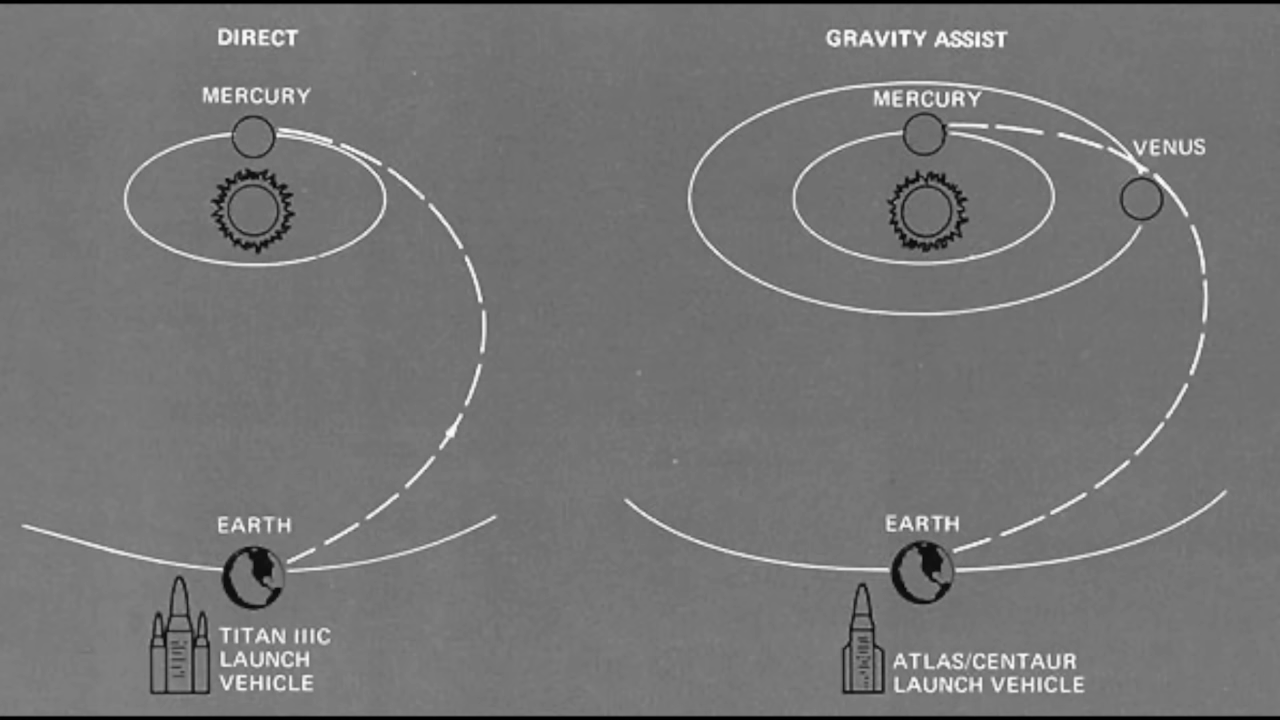 DIRECT
MERCURY
EARTH
TITAN IIIC
LAUNCH
VEHICLE
GRAVITY ASSIST
MERCURY
VENUS
EARTH
ATLAS/CENTAUR
LAUNCH VEHICLE